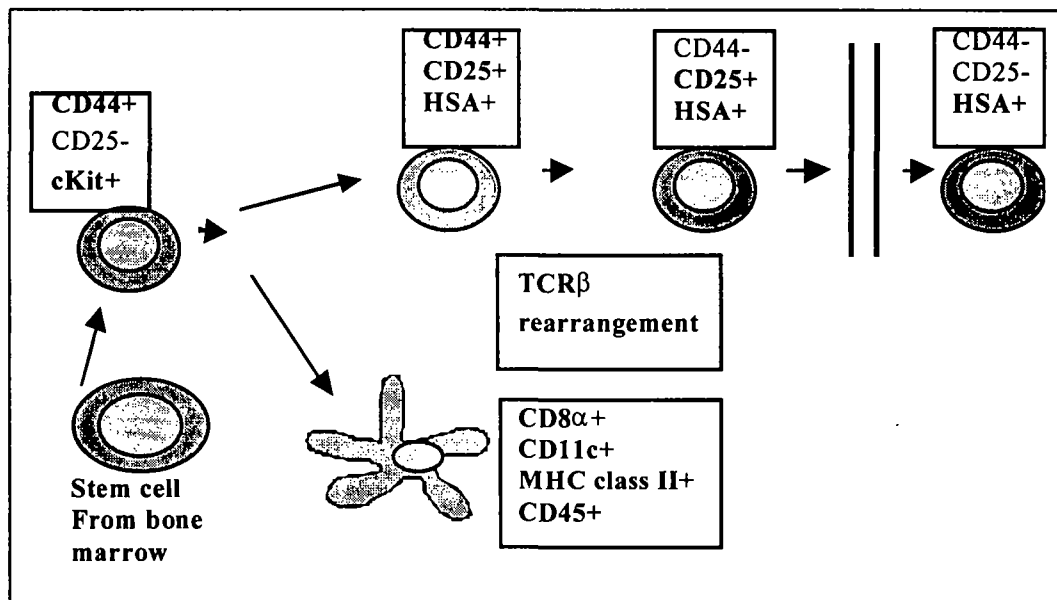 CD44+
CD25-
cKit+
CD44+
CD25+
HSA+
CD44-
CD25+
HSA+
CD44-
CD25-
HSA+
TCRβ
rearrangement
CD8α+
CD11c+
MHC class II+
CD45+
Stem cell
From bone
marrow